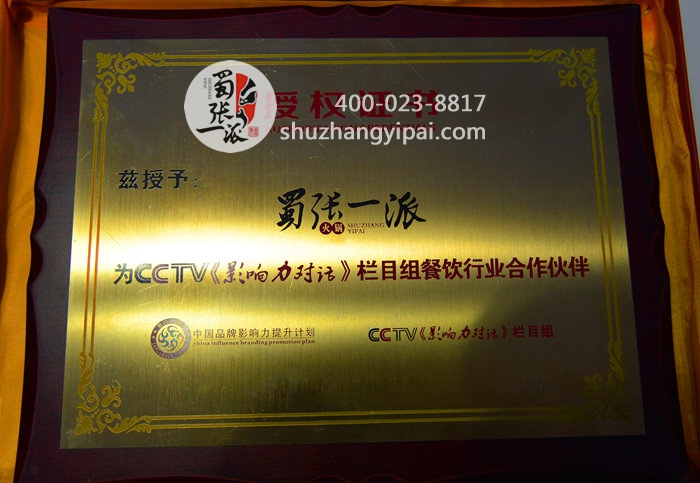 授权证书
400-023-8817
shuzhangyipai.com
蜀张一派
兹授予:
蜀张一派
火锅
SHUZHANG
YIPAI
为CCTV《影响力对话》栏目组餐饮行业合作伙伴
中国品牌影响力提升计划
china influence branding promotion plan
CCTV《影响力对话》栏目组